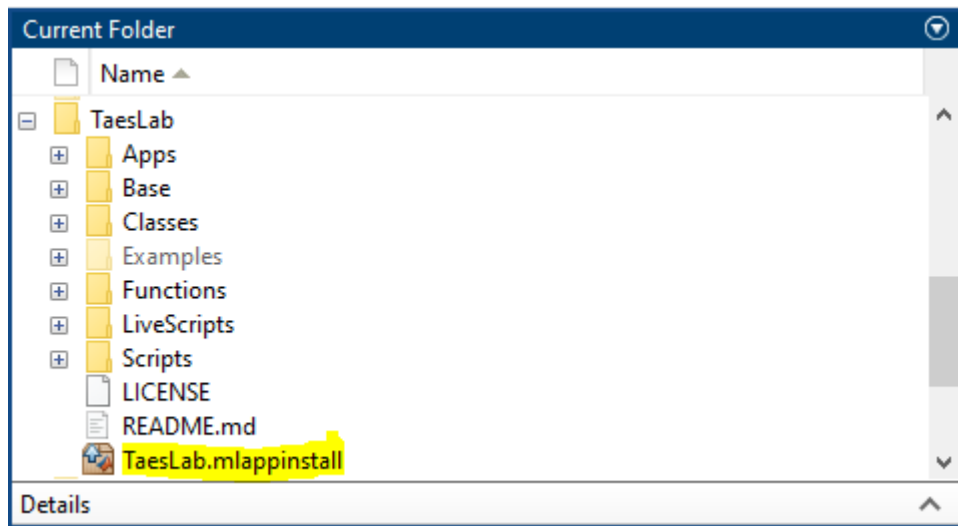 Current Folder
Name
TaesLab
Apps
Base
Classes
Examples
Functions
LiveScripts
Scripts
LICENSE
README.md
TaesLab.mlappinstall
Details